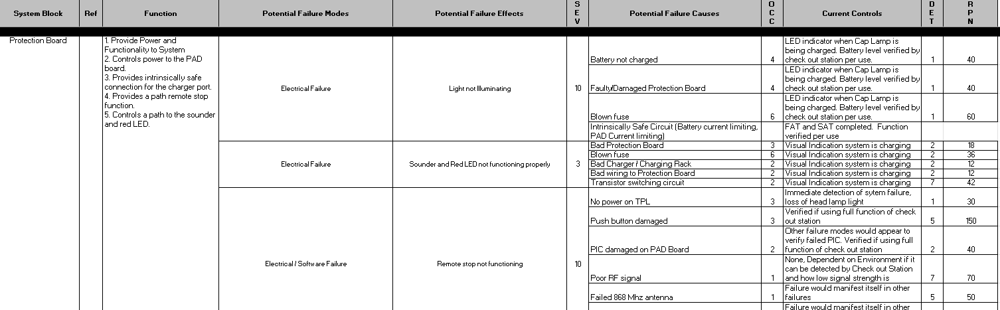 System Block Ref Function Potential Failure Modes Potential Failure Effects SEV Potential Failure Causes OCC Current Controls DET RPN
Protection Board
1. Provide Power and
Functionality to System
2. Controls power to the PAD
board.
3. Provides intrinsically safe
connection for the charger port.
4. Provides a path remote stop
function.
5. Controls a path to the sounder
and red LED.
Electrical Failure
Light not Illuminating
10
Battery not charged
4
LED indicator when Cap Lamp is
being charged. Battery level verified by
check out station per use.
1
40
Faulty/Damaged Protection Board
4
LED indicator when Cap Lamp is
being charged. Battery level verified by
check out station per use.
1
40
Blown fuse
6
LED indicator when Cap Lamp is
being charged. Battery level verified by
check out station per use.
1
60
Intrinsically Safe Circuit (Battery current limiting,
PAD Current limiting)
FAT and SAT completed. Function
verified per use
Electrical Failure
Sounder and Red LED not functioning properly
3
Bad Protection Board 3 Visual Indication system is charging 2 18
Blown fuse 6 Visual Indication system is charging 2 36
Bad Charger / Charging Rack 2 Visual Indication system is charging 2 12
Bad wiring to Protection Board 2 Visual Indication system is charging 2 12
Transistor switching circuit 2 Visual Indication system is charging 7 42
Electrical / Software Failure
Remote stop not functioning
10
No power on TPL
3
Immediate detection of sytem failure,
loss of head lamp light
1
30
Push button damaged
3
Verified if using full function of check
out station
5
150
PIC damaged on PAD Board
2
Other failure modes would appear to
verify failed PIC. Verified if using full
function of check out station
2
40
Poor RF signal
1
None, Dependent on Environment if it
can be detected by Check out Station
and how low signal strength is
7
70
Failed 868 Mhz antenna
1
Failure would manifest itself in other
failures
5
50
Failure would manifest itself in other